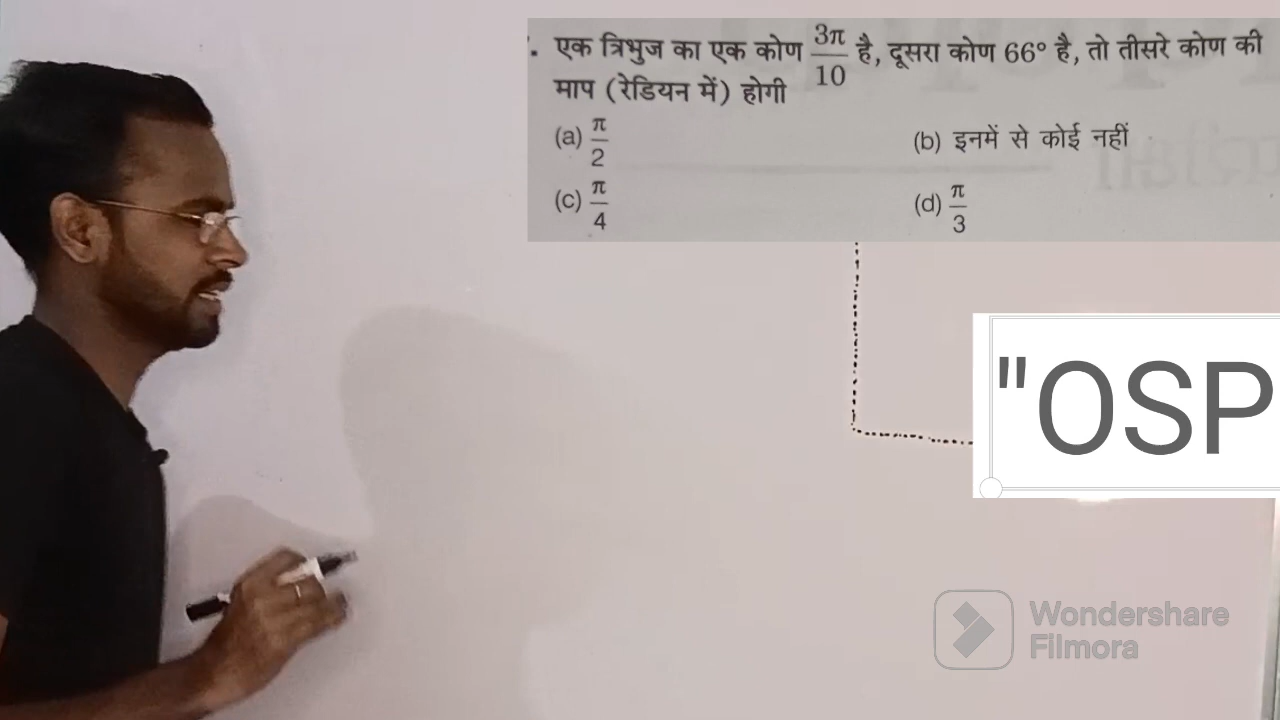 . एक त्रिभुज का एक कोण 3π/10 है, दूसरा कोण 66° है, तो तीसरे कोण की
माप (रेडियन में) होगी
(a) π/2 (b) इनमें से कोई नहीं
(c) π/4 (d) π/3
"OSP
Wondershare
Filmora